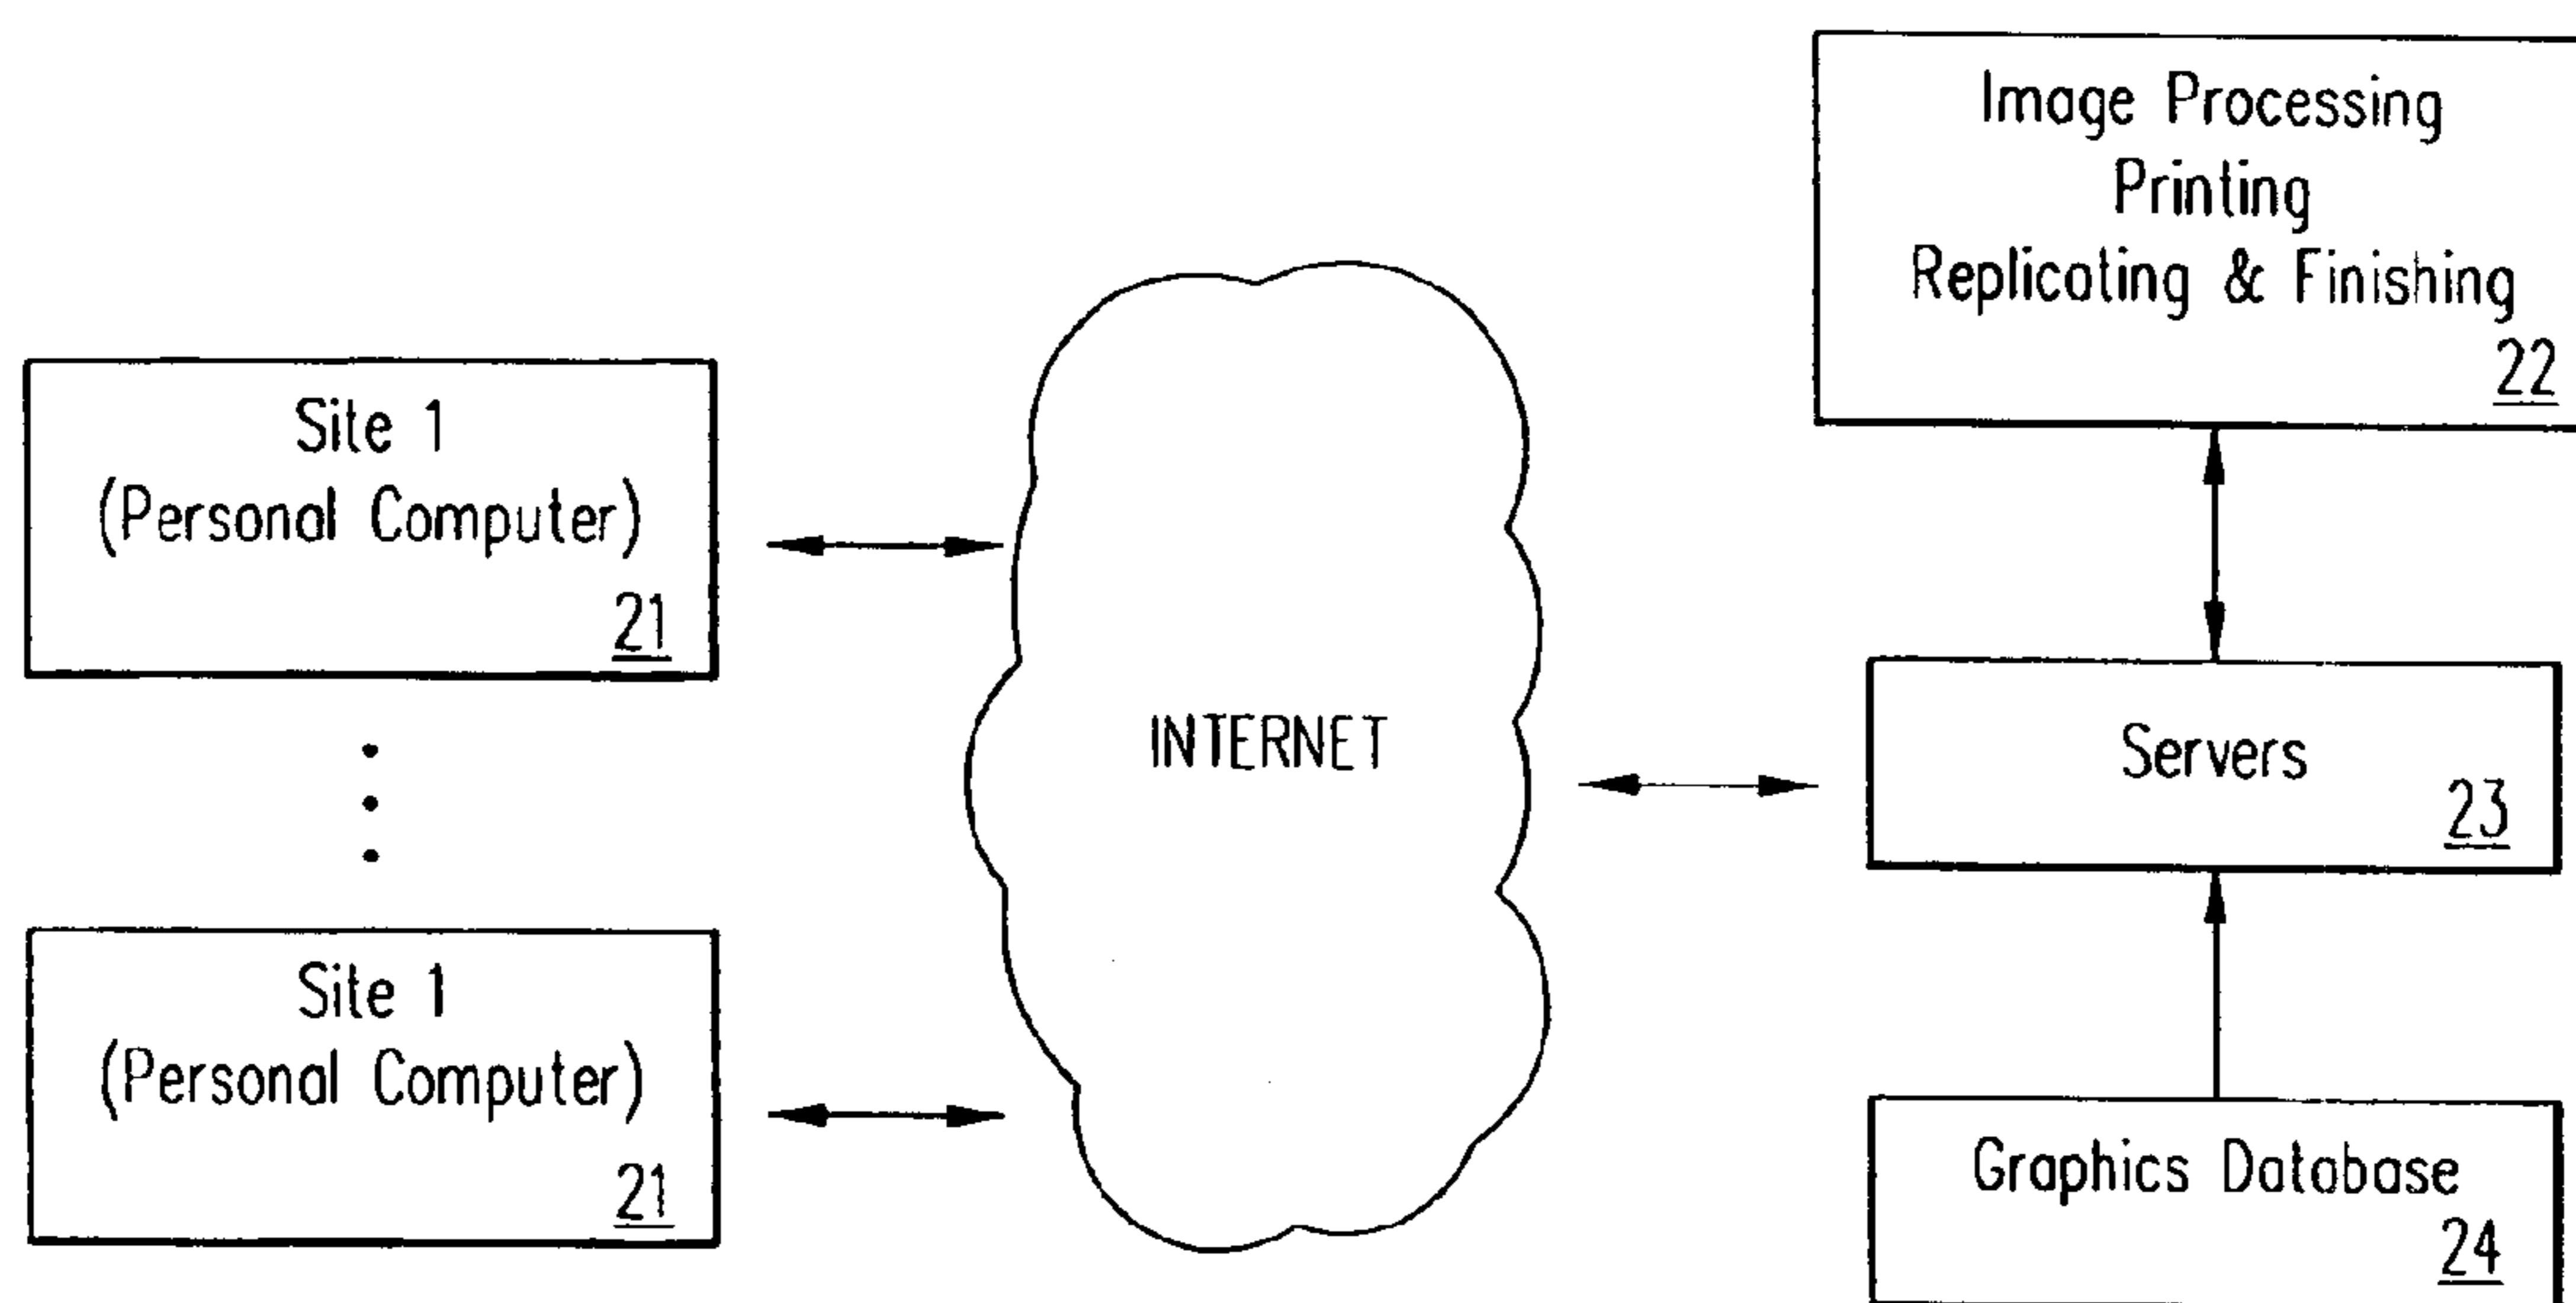 Image Processing
Printing
Replicating & Finishing
22
Site 1
(Personal Computer)
21
INTERNET
Servers
23
Site 1
(Personal Computer)
21
Graphics Database
24